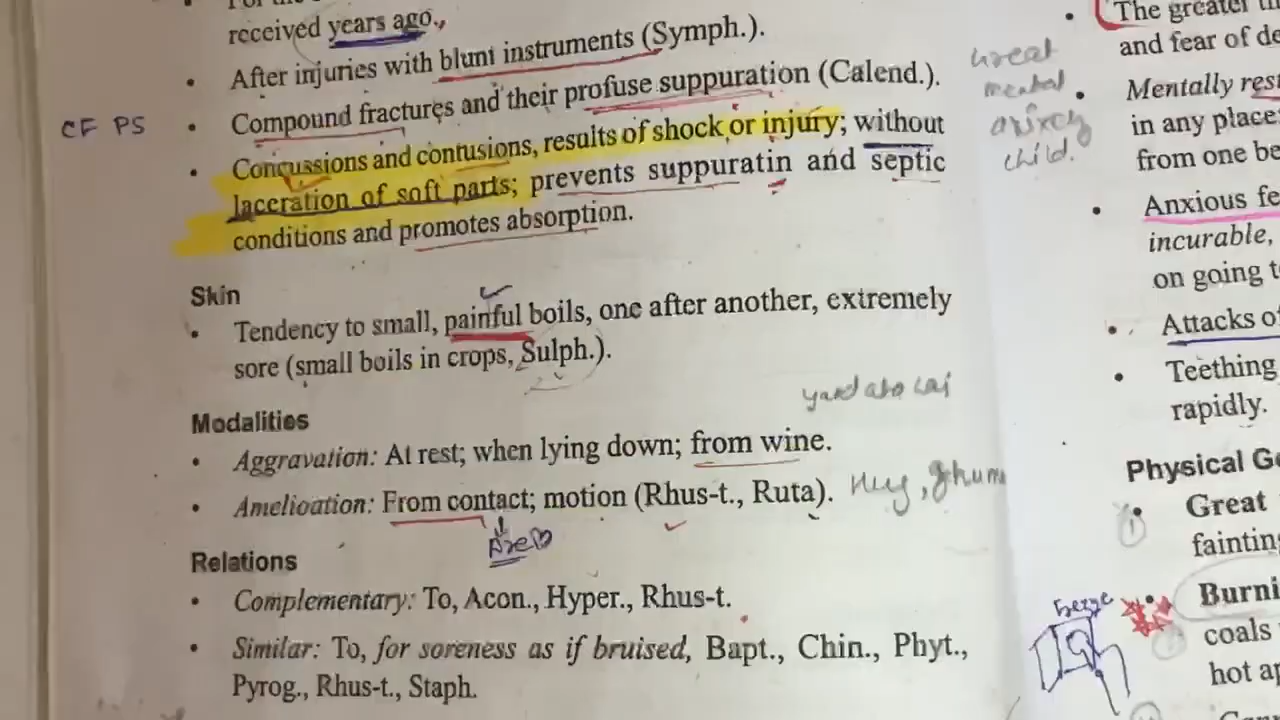 received years ago.,
• After injuries with blunt instruments (Symph.).
• Compound fractures and their profuse suppuration (Calend.).
CF PS
• Concussions and contusions, results of shock or injury; without
laceration of soft parts; prevents suppuratin and septic
conditions and promotes absorption.
Skin
• Tendency to small, painful boils, one after another, extremely
sore (small boils in crops, Sulph.).
Modalities
• Aggravation: At rest; when lying down; from wine.
• Amelioation: From contact; motion (Rhus-t., Ruta).
Relations
• Complementary: To, Acon., Hyper., Rhus-t.
• Similar: To, for soreness as if bruised, Bapt., Chin., Phyt.,
Pyrog., Rhus-t., Staph.
• The greater
and fear of de
great
mental
child.
• Mentally res
in any place
from one be
• Anxious fe
incurable,
on going t
• Attacks o
• Teething
rapidly.
Physical Ge
• Great
fainting
• Burni
coals
hot ap